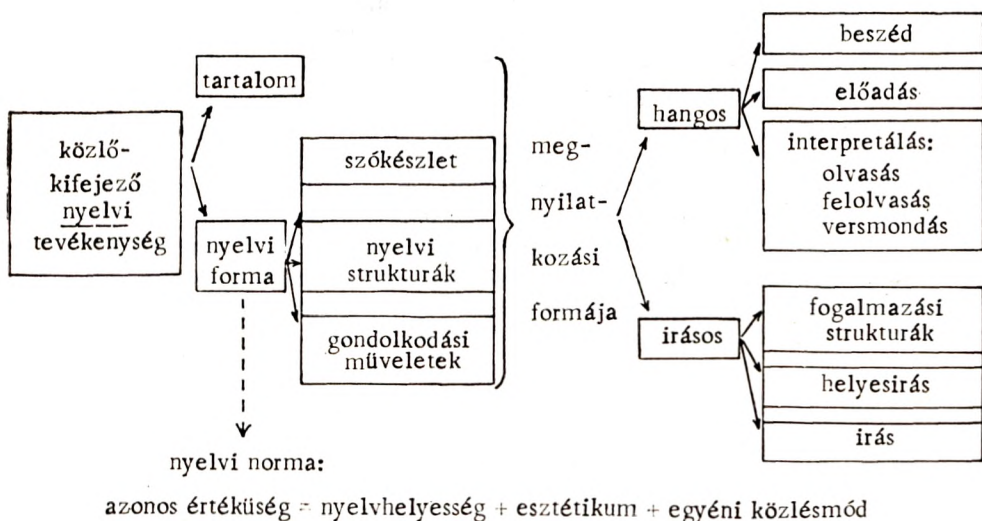 közlő-
kifejező
nyelvi
tevékenység
tartalom
nyelvi
forma
szókészlet
nyelvi
strukturák
gondolkodási
müveletek
meg-
nyilat-
kozási
formája
hangos
beszéd
előadás
interpretálás:
olvasás
felolvasás
versmondás
irásos
fogalmazási
strukturák
helyesirás
irás
nyelvi norma:
azonos értéküség = nyelvhelyesség + esztétikum + egyéni közlésmód